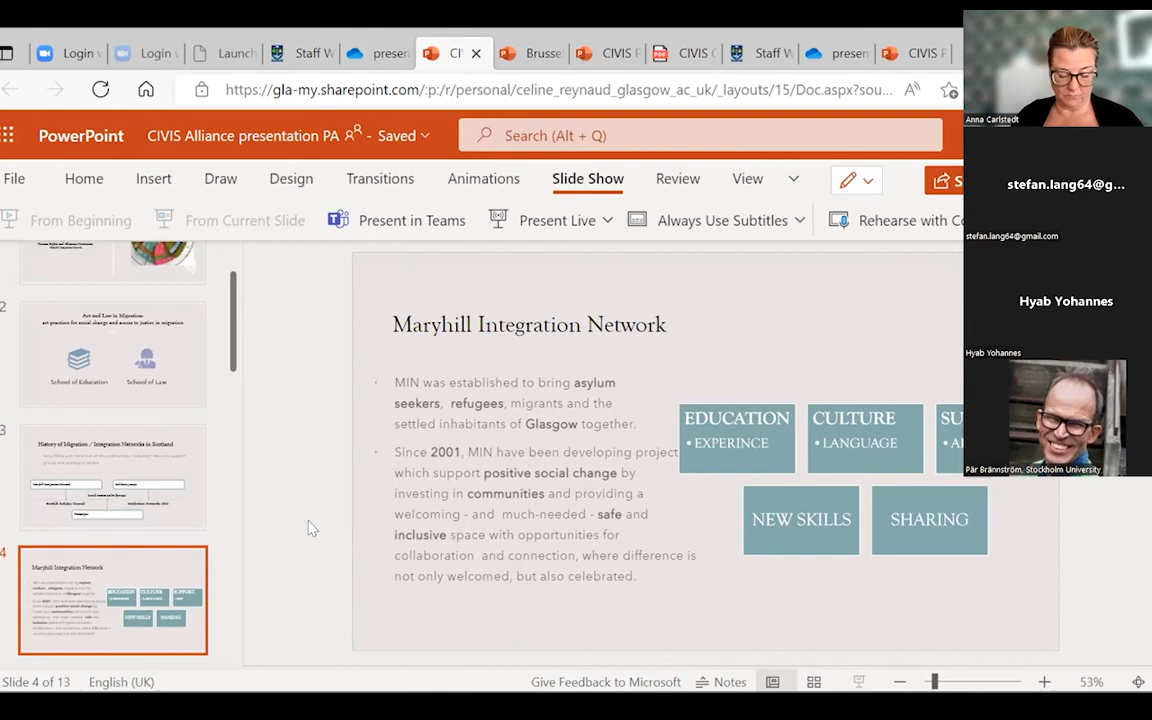 Login
Login
Launch
Staff W
presen
CI
Brusse
CIVIS P
CIVIS
Staff W
presen
CIVIS P
https://gla-my.sharepoint.com/:p:/r/personal/celine_reynaud_glasgow_ac_uk/_layouts/15/Doc.aspx?sou...
PowerPoint
CIVIS Alliance presentation PA
- Saved
Search (Alt + Q)
File
Home
Insert
Draw
Design
Transitions
Animations
Slide Show
Review
View
S
From Beginning
From Current Slide
Present in Teams
Present Live
Always Use Subtitles
Rehearse with Co
2
Art and Law in Migration-
art practices for social change and access to justice in migration
School of Education
School of Law
3
History of Migration / Integration Networks in Scotland
4
Maryhill Integration Network
EDUCATION
CULTURE
SUPPORT
NEW SKILLS
SHARING
Maryhill Integration Network
• MIN was established to bring asylum
seekers, refugees, migrants and the
settled inhabitants of Glasgow together.
• Since 2001, MIN have been developing project
which support positive social change by
investing in communities and providing a
welcoming - and much-needed - safe and
inclusive space with opportunities for
collaboration and connection, where difference is
not only welcomed, but also celebrated.
EDUCATION
• EXPERINCE
CULTURE
• LANGUAGE
SU
• A
NEW SKILLS
SHARING
Anna Carlstedt
stefan.lang64@g...
stefan.lang64@gmail.com
Hyab Yohannes
Hyab Yohannes
Pär Brännström, Stockholm University
Slide 4 of 13
English (UK)
Give Feedback to Microsoft
Notes
53%